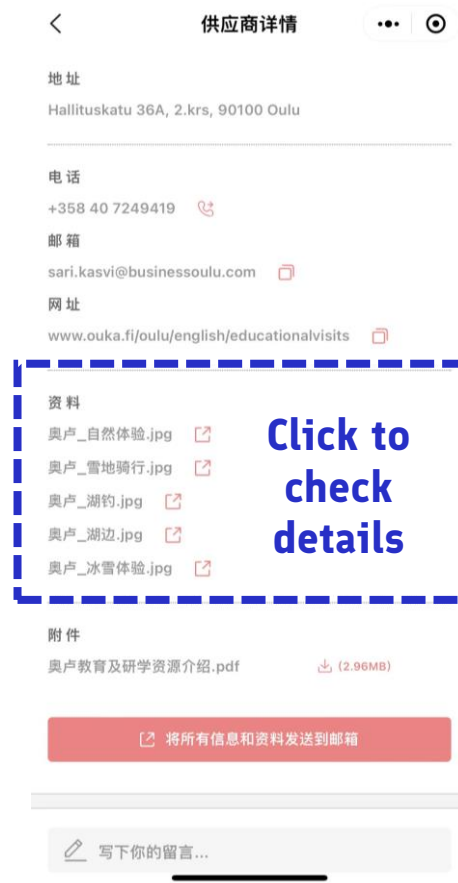 供应商详情
地址
Hallituskatu 36A, 2.krs, 90100 Oulu
电话
+358 40 7249419
邮箱
sari.kasvi@businessoulu.com
网址
www.ouka.fi/oulu/english/educationalvisits
资料
奥卢_自然体验.jpg
奥卢_雪地骑行.jpg
奥卢_湖钓.jpg
奥卢_湖边.jpg
奥卢_冰雪体验.jpg
Click to
check
details
附件
奥卢教育及研学资源介绍.pdf (2.96MB)
将所有信息和资料发送到邮箱
写下你的留言...